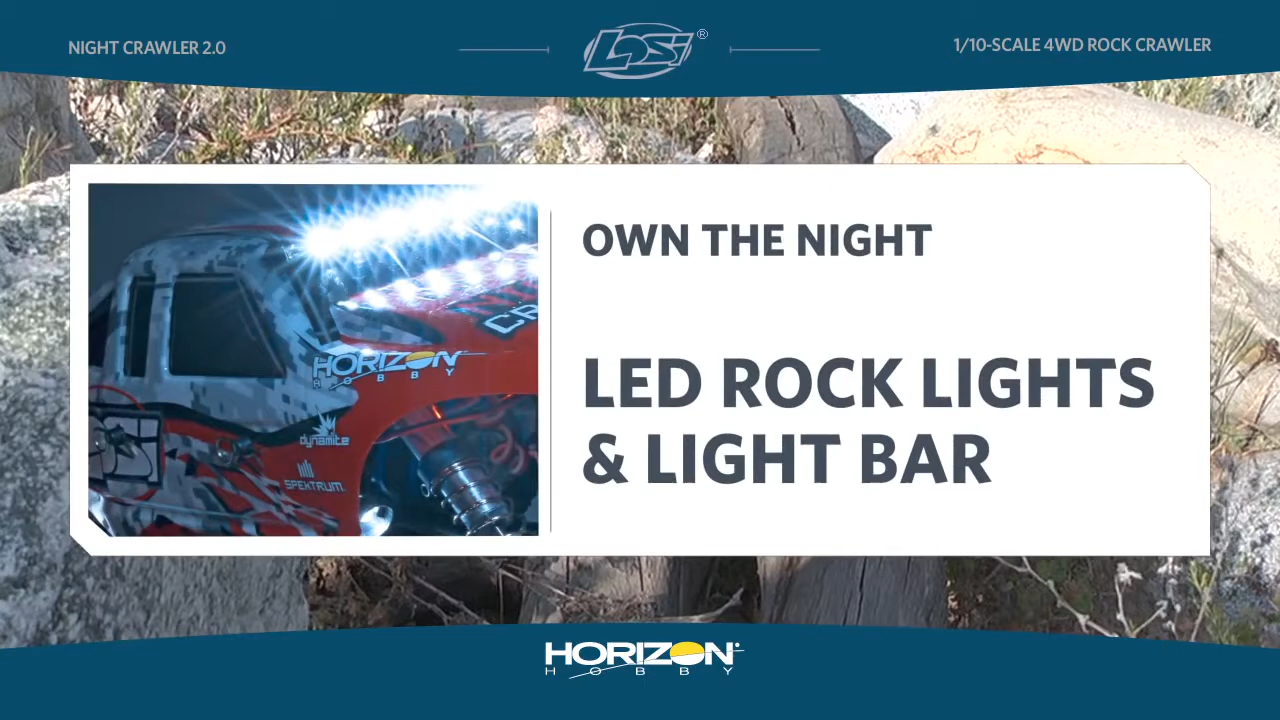 NIGHT CRAWLER 2.0
LOSI®
1/10-SCALE 4WD ROCK CRAWLER
OWN THE NIGHT
LED ROCK LIGHTS
& LIGHT BAR
CR
HORIZON
HOBBY
dynamite
SPEKTRUM
HORIZON
HOBBY